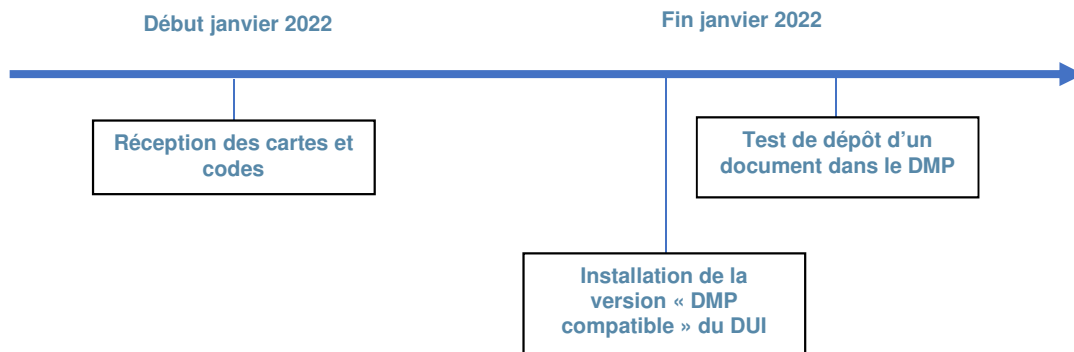 Début janvier 2022
Fin janvier 2022
Réception des cartes et
codes
Test de dépôt d’un
document dans le DMP
Installation de la
version « DMP
compatible » du DUI